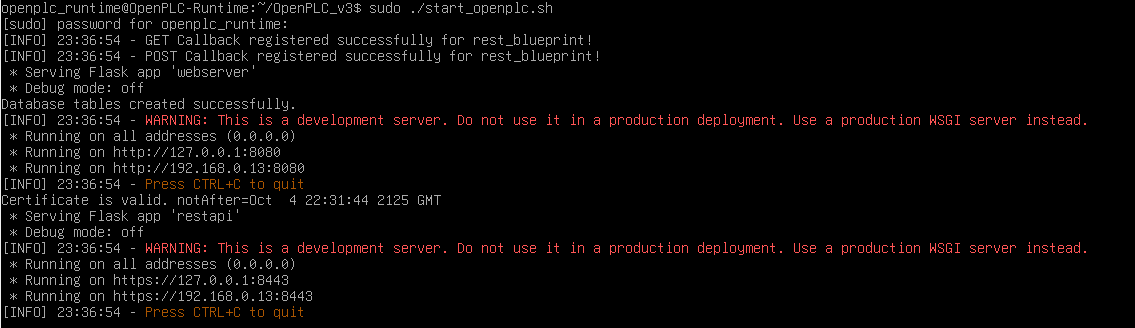 openplc_runtime@OpenPLC-Runtime:~/OpenPLC_v3$ sudo ./start_openplc.sh
[sudo] password for openplc_runtime:
[INFO] 23:36:54 - GET Callback registered successfully for rest_blueprint!
[INFO] 23:36:54 - POST Callback registered successfully for rest_blueprint!
 * Serving Flask app 'webserver'
 * Debug mode: off
Database tables created successfully.
[INFO] 23:36:54 - WARNING: This is a development server. Do not use it in a production deployment. Use a production WSGI server instead.
 * Running on all addresses (0.0.0.0)
 * Running on http://127.0.0.1:8080
 * Running on http://192.168.0.13:8080
[INFO] 23:36:54 - Press CTRL+C to quit
Certificate is valid. notAfter=Oct  4 22:31:44 2125 GMT
 * Serving Flask app 'restapi'
 * Debug mode: off
[INFO] 23:36:54 - WARNING: This is a development server. Do not use it in a production deployment. Use a production WSGI server instead.
 * Running on all addresses (0.0.0.0)
 * Running on https://127.0.0.1:8443
 * Running on https://192.168.0.13:8443
[INFO] 23:36:54 - Press CTRL+C to quit